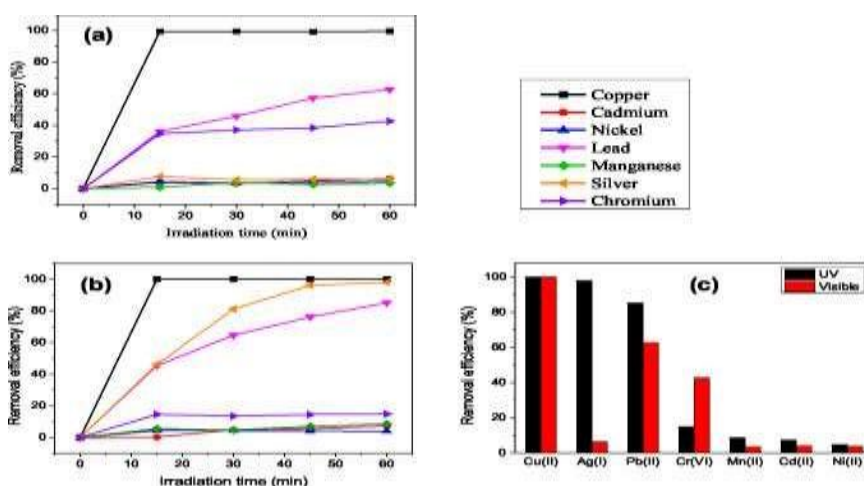 (a)
Removal efficiency (%)
100
80
60
40
20
0
0 10 20 30 40 50 60
Irradiation time (min)
Copper
Cadmium
Nickel
Lead
Manganese
Silver
Chromium
(b)
Removal efficiency (%)
100
80
60
40
20
0
0 10 20 30 40 50 60
Irradiation time (min)
(c)
UV
Visible
Removal efficiency (%)
100
80
60
40
20
0
Cu(II) Ag(I) Pb(II) Cr(VI) Mn(II) Cd(II) Ni(II)